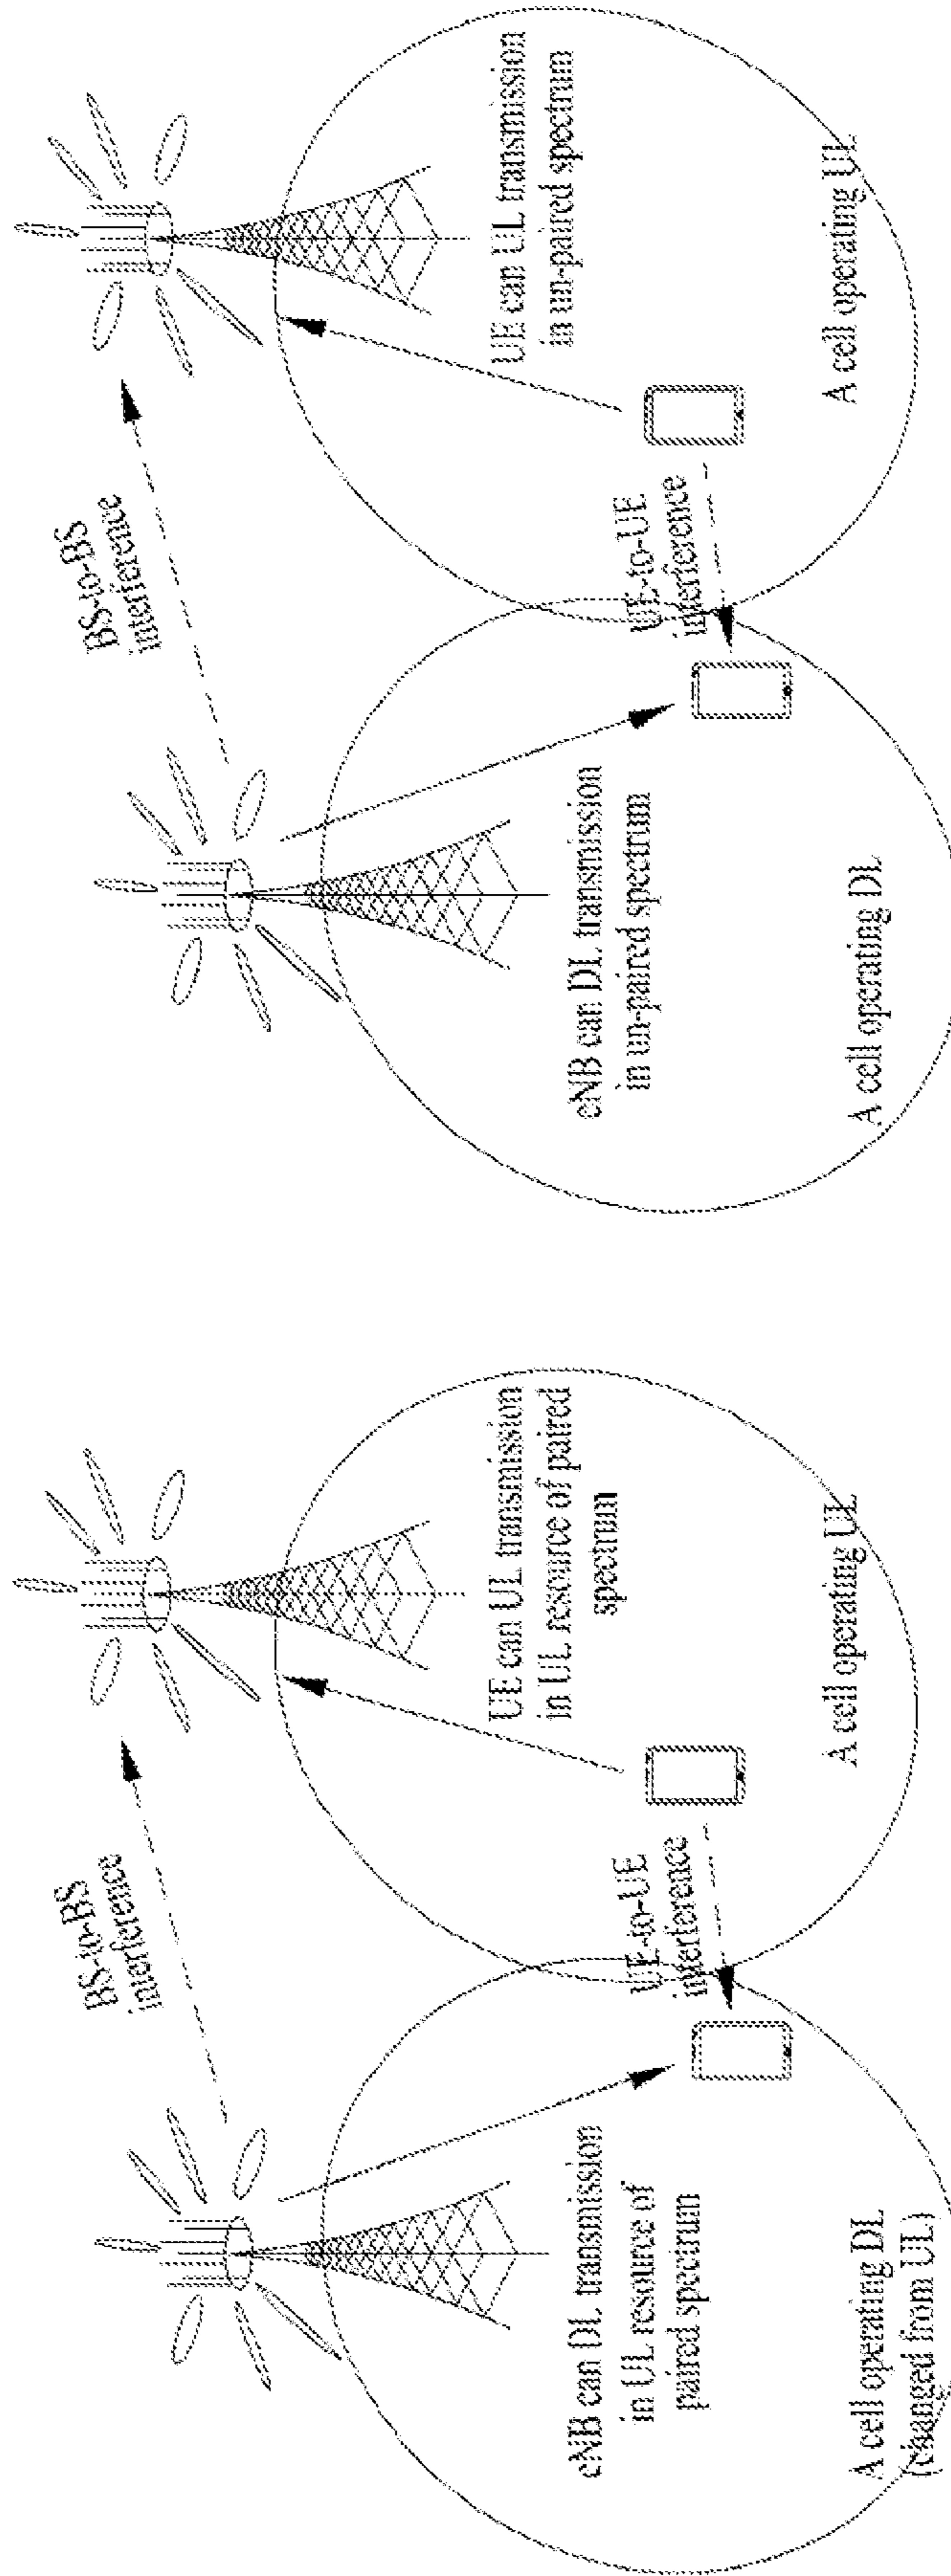 BS-to-BS
interference
eNB can DL transmission
in UL resource of
paired spectrum
UE can UL transmission
in UL resource of paired
spectrum
UE-to-UE
interference
A cell operating DL
(changed from UL)
A cell operating UL
BS-to-BS
interference
eNB can DL transmission
in un-paired spectrum
UE can UL transmission
in un-paired spectrum
UE-to-UE
interference
A cell operating DL
A cell operating UL